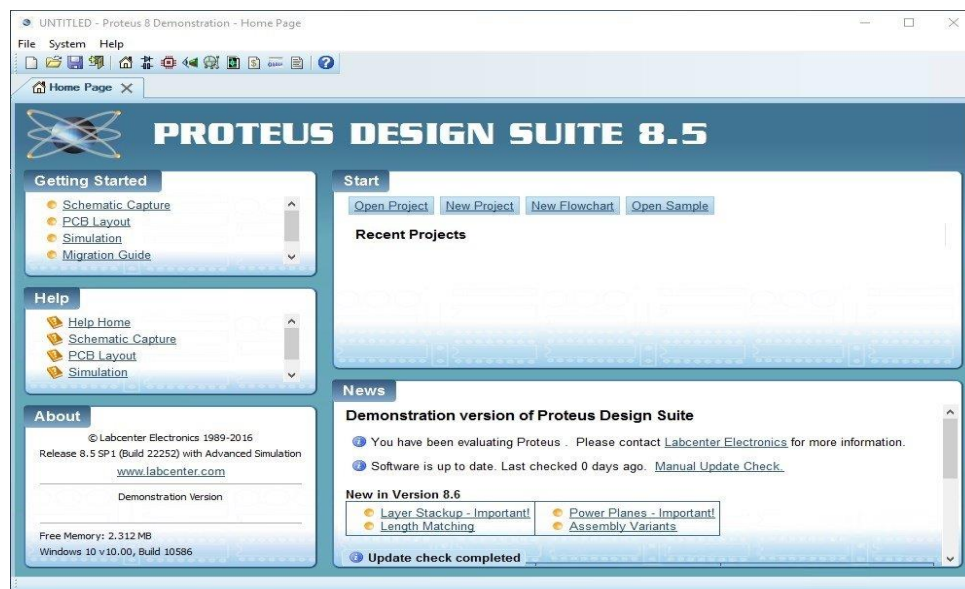 UNTITLED - Proteus 8 Demonstration - Home Page
File System Help
Home Page
PROTEUS DESIGN SUITE 8.5
Getting Started
Schematic Capture
PCB Layout
Simulation
Migration Guide
Help
Help Home
Schematic Capture
PCB Layout
Simulation
About
© Labcenter Electronics 1989-2016
Release 8.5 SP1 (Build 22252) with Advanced Simulation
www.labcenter.com
Demonstration Version
Free Memory: 2.312 MB
Windows 10 v10.00, Build 10586
Start
Open Project New Project New Flowchart Open Sample
Recent Projects
News
Demonstration version of Proteus Design Suite
You have been evaluating Proteus . Please contact Labcenter Electronics for more information.
Software is up to date. Last checked 0 days ago. Manual Update Check.
New in Version 8.6
Layer Stackup - Important! Power Planes - Important!
Length Matching Assembly Variants
Update check completed